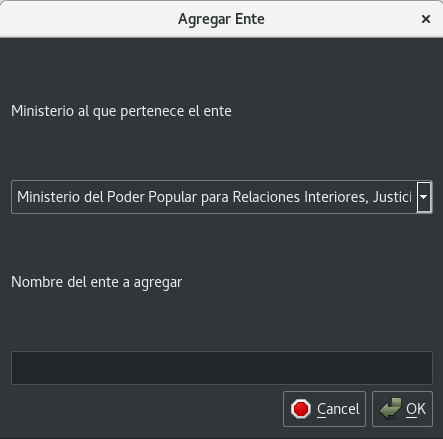 Agregar Ente
Ministerio al que pertenece el ente
Ministerio del Poder Popular para Relaciones Interiores, Justici
Nombre del ente a agregar
Cancel
OK